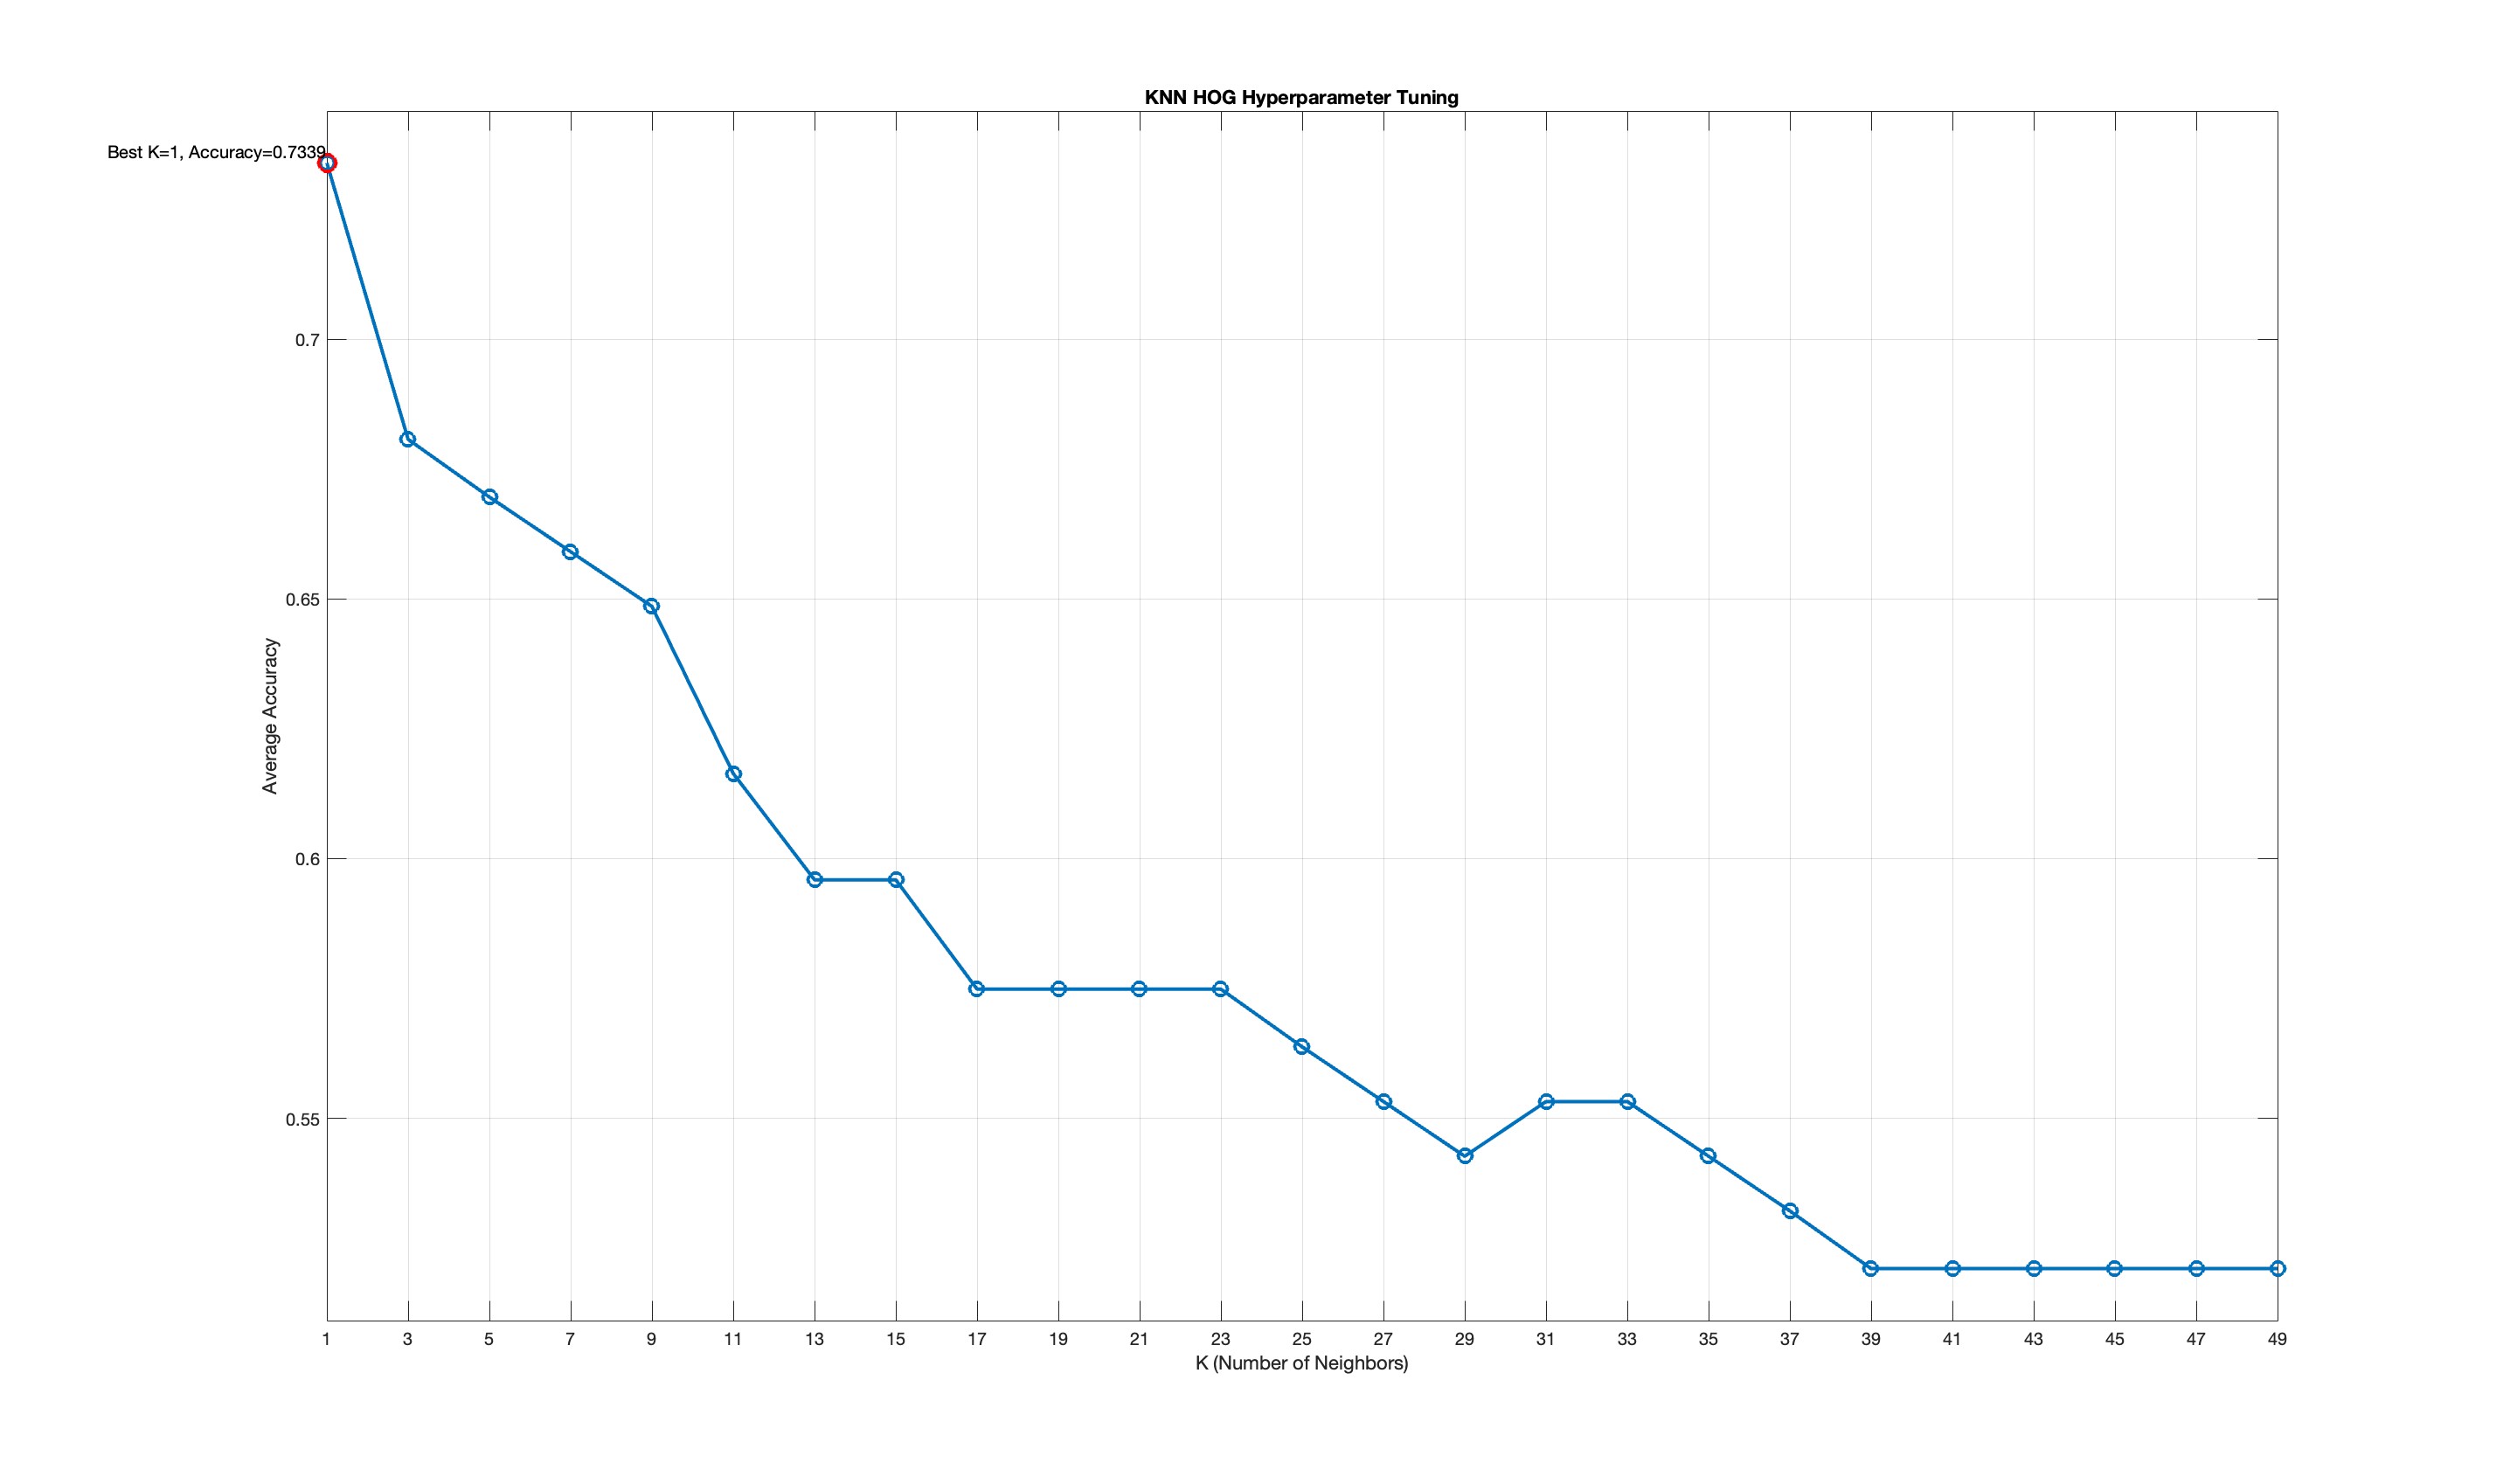 KNN HOG Hyperparameter Tuning
Best K=1, Accuracy=0.7339
0.7
0.65
0.6
0.55
Average Accuracy
1 3 5 7 9 11 13 15 17 19 21 23 25 27 29 31 33 35 37 39 41 43 45 47 49
K (Number of Neighbors)